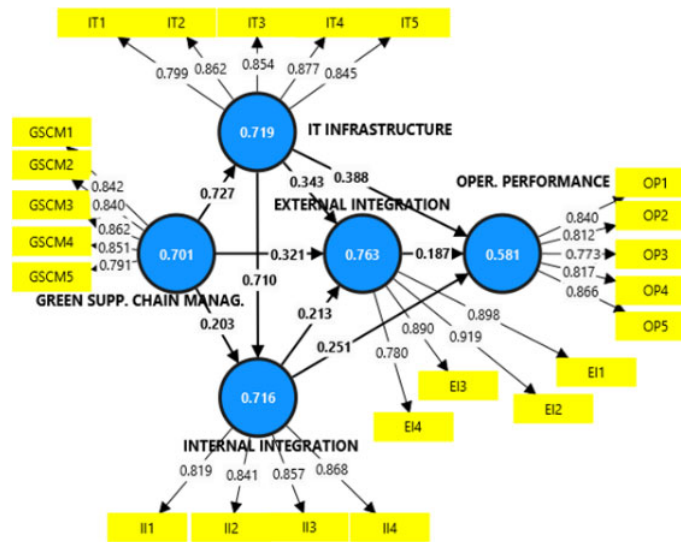 IT1 IT2 IT3 IT4 IT5
0.799 0.862 0.854 0.877 0.845
0.719
IT INFRASTRUCTURE
GSCM1
GSCM2
GSCM3
GSCM4
GSCM5
0.842
0.840
0.862
0.851
0.791
0.727
0.343
0.388
OPER. PERFORMANCE
EXTERNAL INTEGRATION
0.701
0.321
0.763
0.187
0.581
0.840
0.812
0.773
0.817
0.866
OP1
OP2
OP3
OP4
OP5
0.710
GREEN SUPP. CHAIN MANAG.
0.203
0.213
0.251
0.780
0.890
0.919
0.898
EI1
EI2
EI3
EI4
0.716
INTERNAL INTEGRATION
0.819 0.841 0.857 0.868
II1 II2 II3 II4